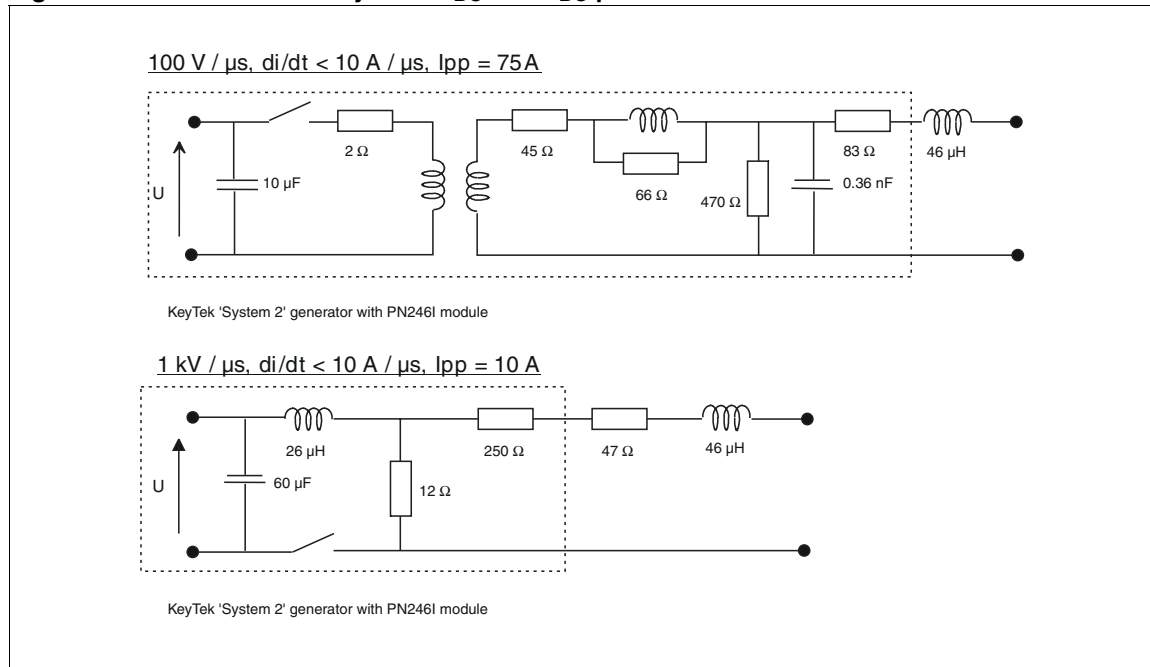 100 V / µs, di/dt < 10 A / µs, Ipp = 75A
2 Ω
45 Ω
83 Ω
46 µH
U
10 µF
66 Ω
470 Ω
0.36 nF
KeyTek 'System 2' generator with PN246I module
1 kV / µs, di/dt < 10 A / µs, Ipp = 10 A
26 µH
250 Ω
47 Ω
46 µH
U
60 µF
12 Ω
KeyTek 'System 2' generator with PN246I module